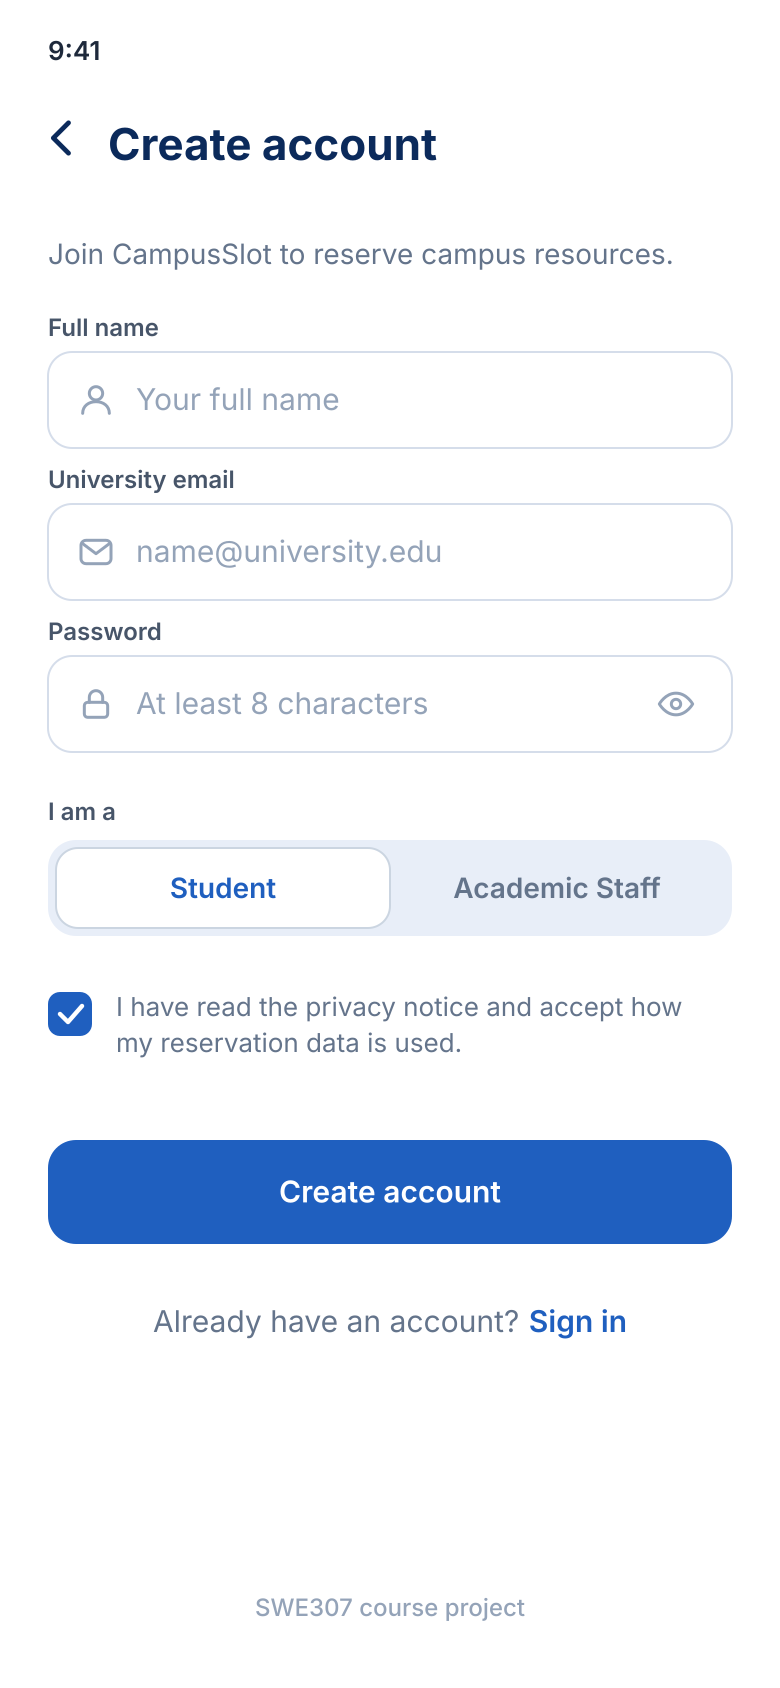 9:41
Create account
Join CampusSlot to reserve campus resources.
Full name
Your full name
University email
name@university.edu
Password
At least 8 characters
I am a
Student
Academic Staff
I have read the privacy notice and accept how
my reservation data is used.
Create account
Already have an account? Sign in
SWE307 course project